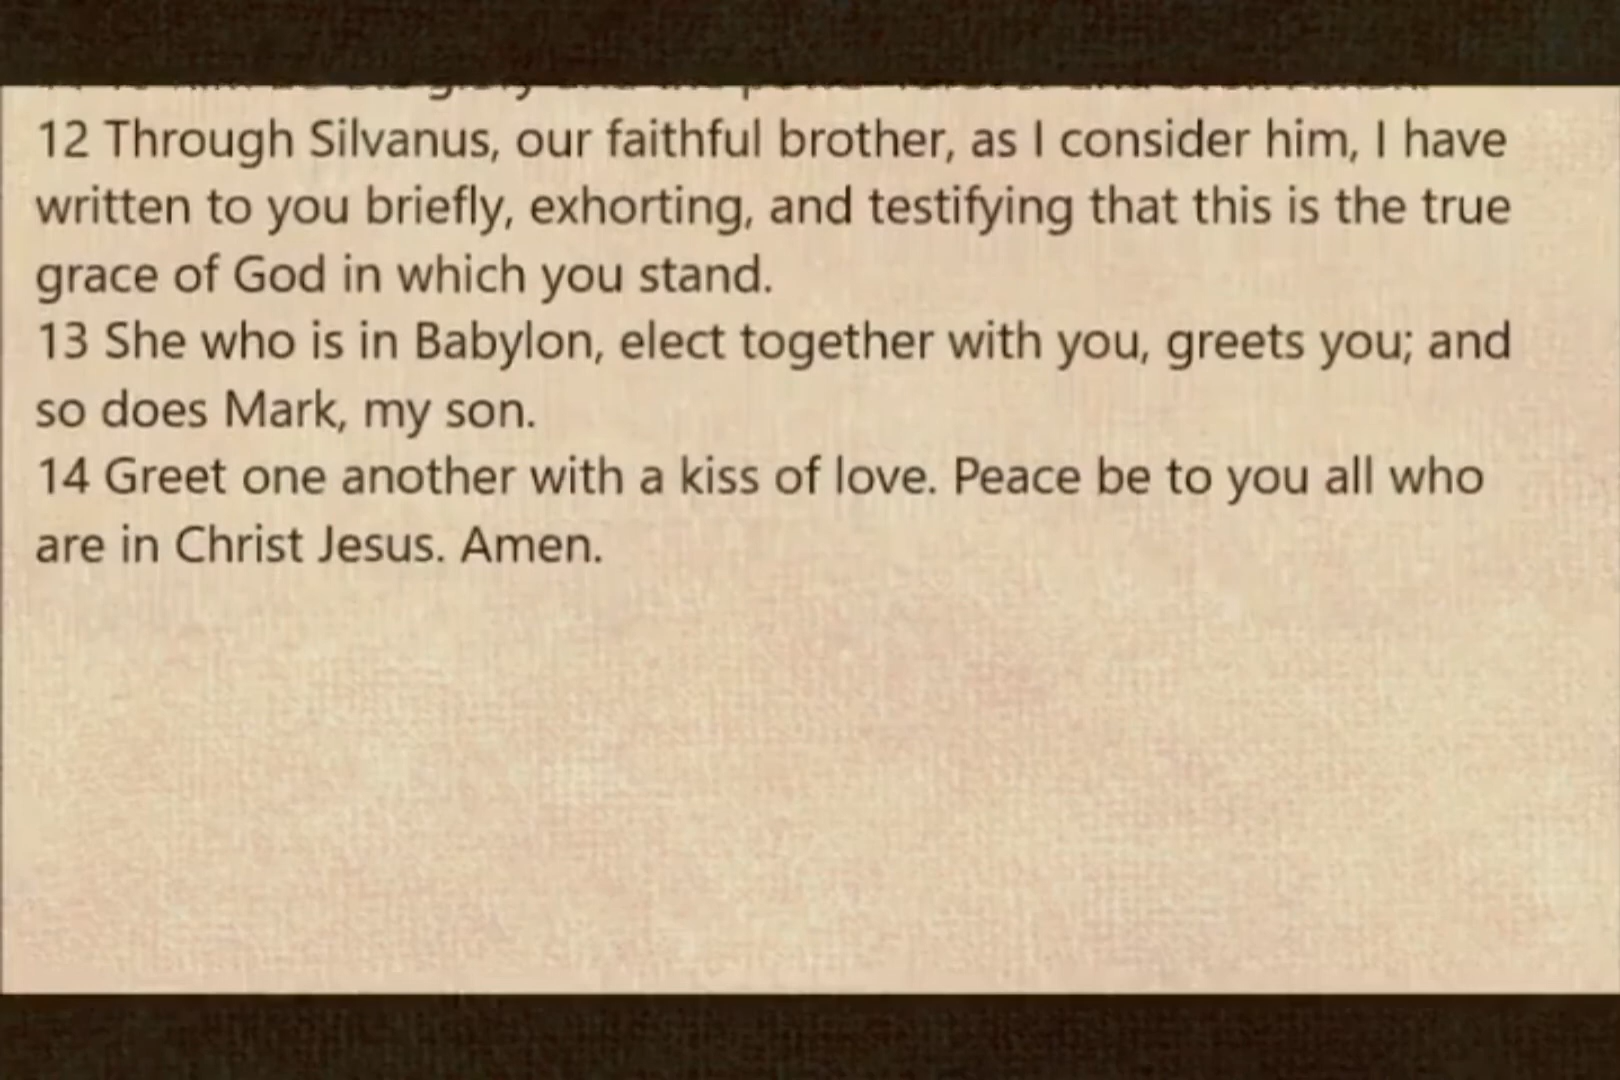 12 Through Silvanus, our faithful brother, as I consider him, I have
written to you briefly, exhorting, and testifying that this is the true
grace of God in which you stand.
13 She who is in Babylon, elect together with you, greets you; and
so does Mark, my son.
14 Greet one another with a kiss of love. Peace be to you all who
are in Christ Jesus. Amen.